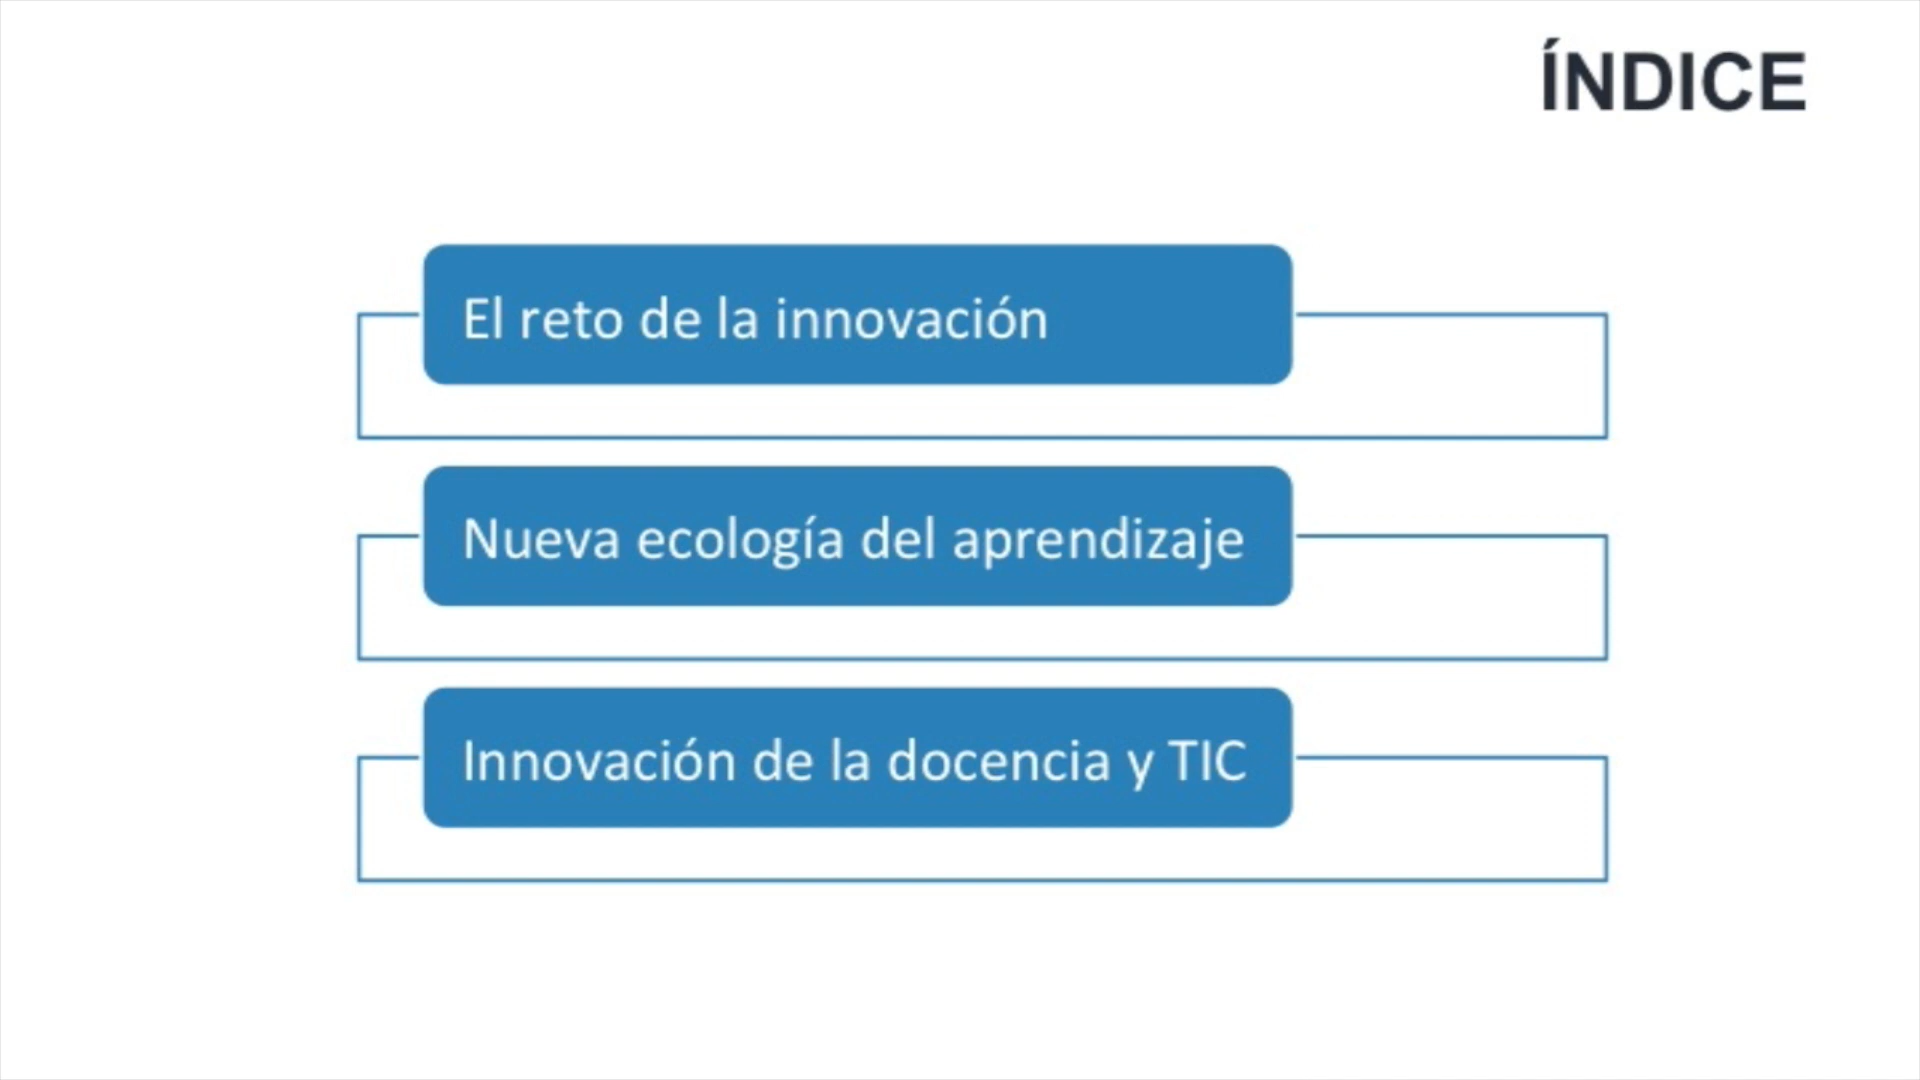 ÍNDICE
El reto de la innovación
Nueva ecología del aprendizaje
Innovación de la docencia y TIC